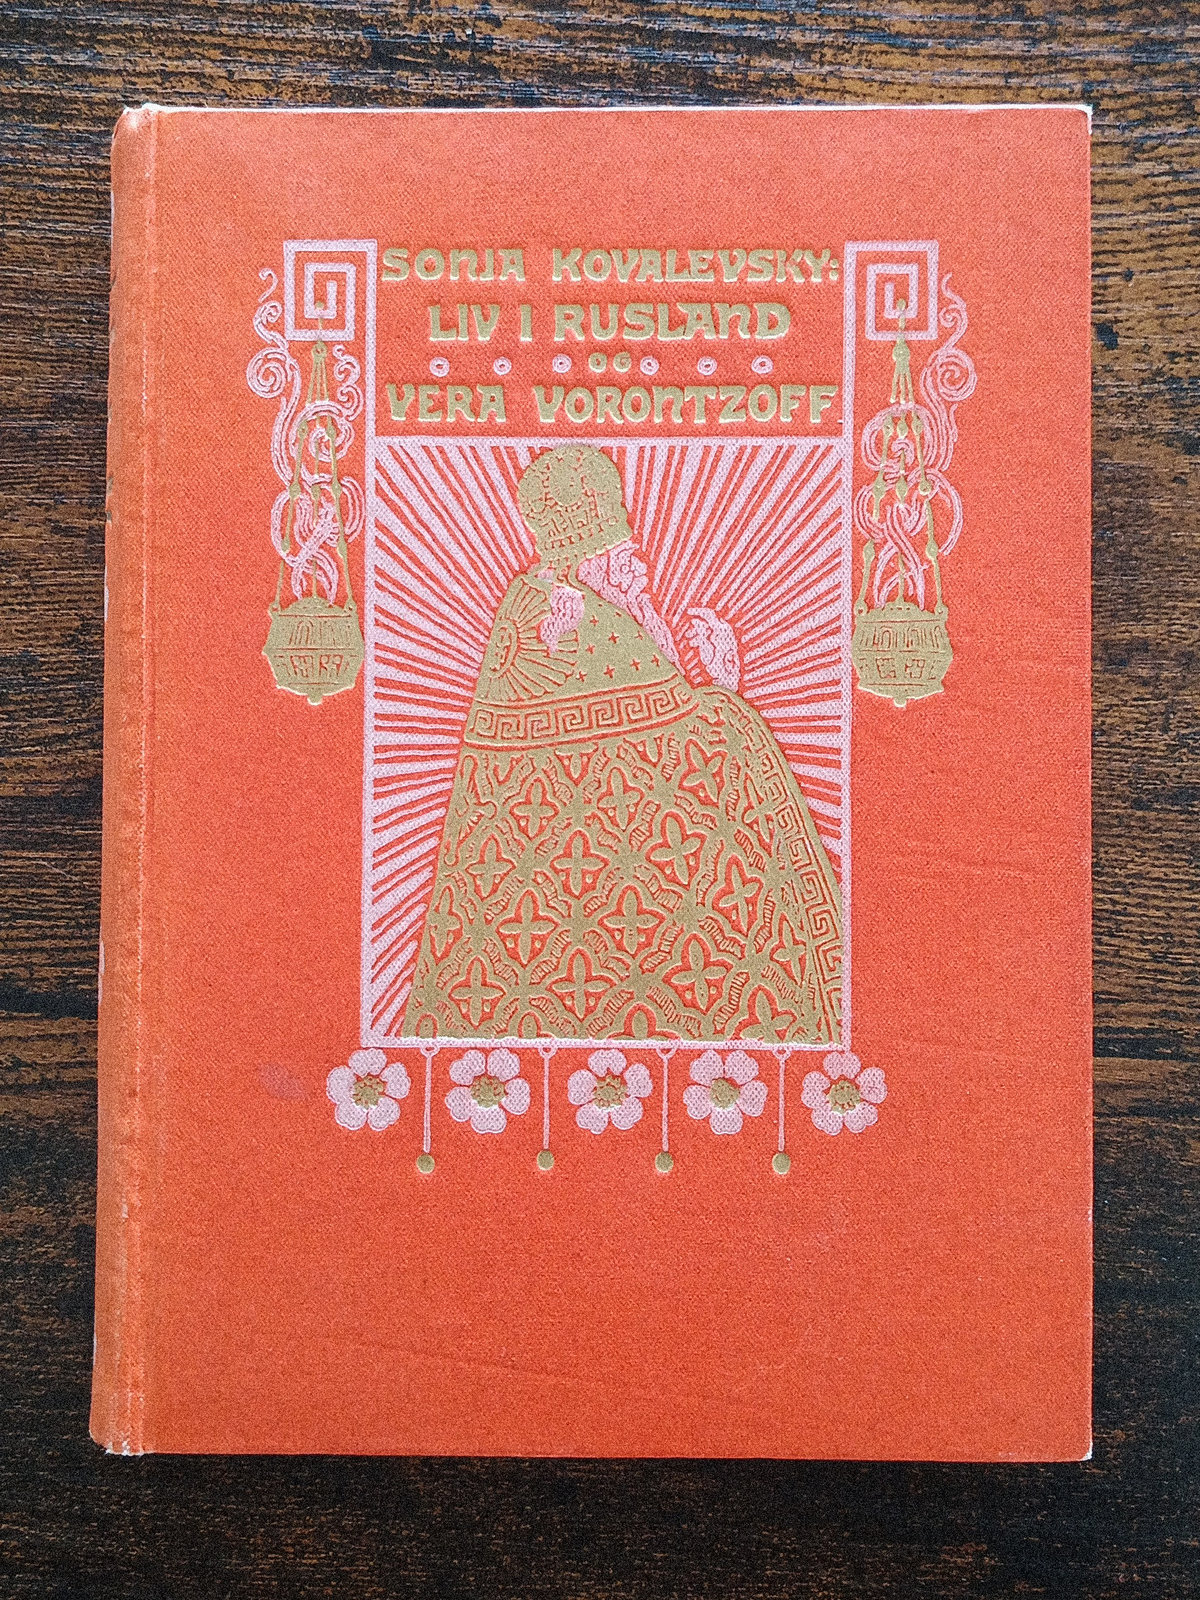 SONJA KOVALEVSKY:
LIV I RUSLAND
OG
VERA VORONTZOFF